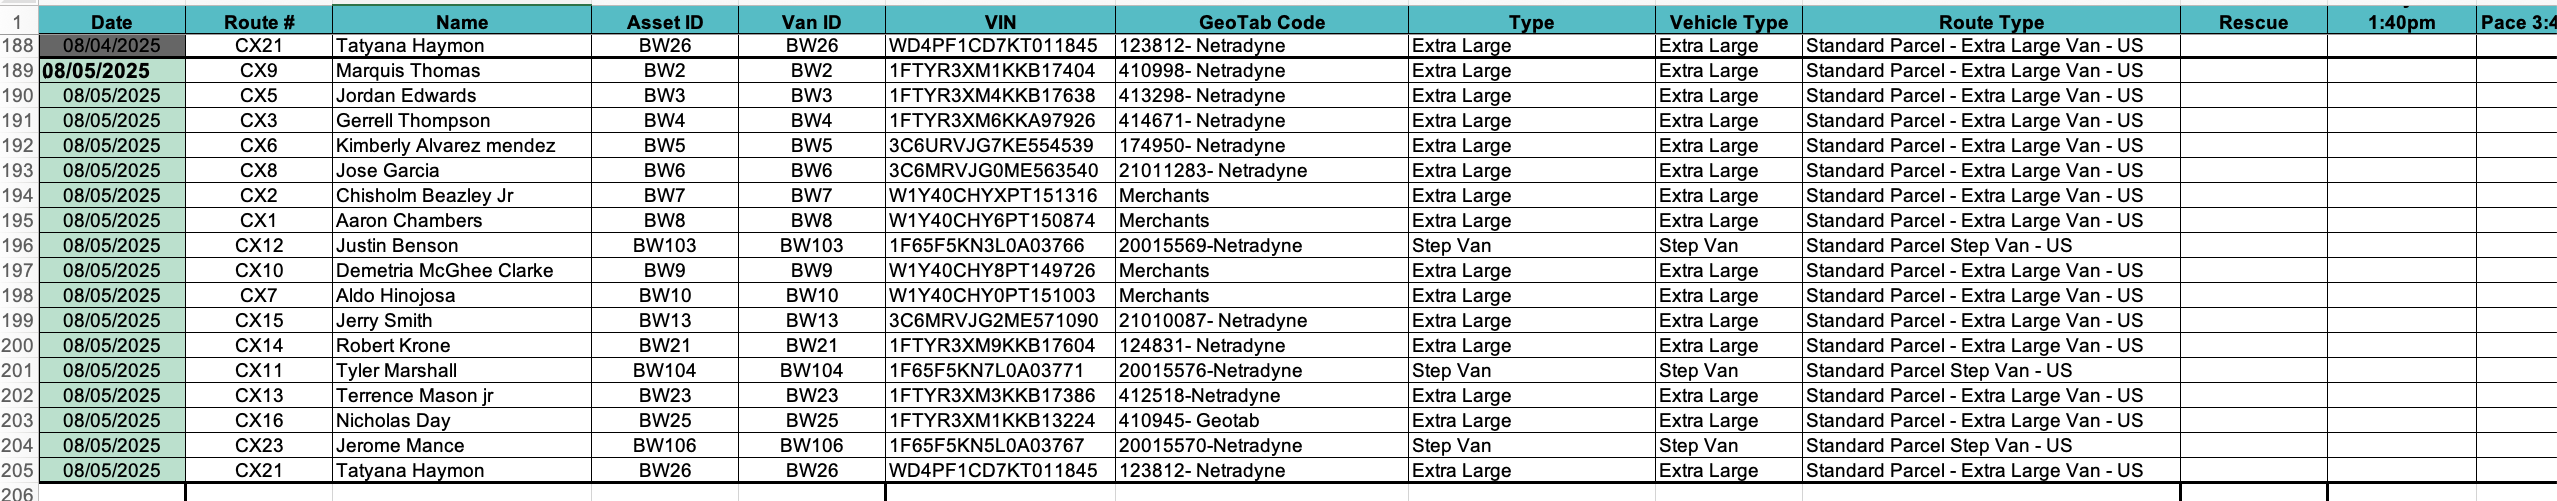 1 Date Route # Name Asset ID Van ID VIN GeoTab Code Type Vehicle Type Route Type Rescue 1:40pm Pace 3:4
188 08/04/2025 CX21 Tatyana Haymon BW26 BW26 WD4PF1CD7KT011845 123812- Netradyne Extra Large Extra Large Standard Parcel - Extra Large Van - US
189 08/05/2025 CX9 Marquis Thomas BW2 BW2 1FTYR3XM1KKB17404 410998- Netradyne Extra Large Extra Large Standard Parcel - Extra Large Van - US
190 08/05/2025 CX5 Jordan Edwards BW3 BW3 1FTYR3XM4KKB17638 413298- Netradyne Extra Large Extra Large Standard Parcel - Extra Large Van - US
191 08/05/2025 CX3 Gerrell Thompson BW4 BW4 1FTYR3XM6KKA97926 414671- Netradyne Extra Large Extra Large Standard Parcel - Extra Large Van - US
192 08/05/2025 CX6 Kimberly Alvarez mendez BW5 BW5 3C6URVJG7KE554539 174950- Netradyne Extra Large Extra Large Standard Parcel - Extra Large Van - US
193 08/05/2025 CX8 Jose Garcia BW6 BW6 3C6MRVJG0ME563540 21011283- Netradyne Extra Large Extra Large Standard Parcel - Extra Large Van - US
194 08/05/2025 CX2 Chisholm Beazley Jr BW7 BW7 W1Y40CHYXPT151316 Merchants Extra Large Extra Large Standard Parcel - Extra Large Van - US
195 08/05/2025 CX1 Aaron Chambers BW8 BW8 W1Y40CHY6PT150874 Merchants Extra Large Extra Large Standard Parcel - Extra Large Van - US
196 08/05/2025 CX12 Justin Benson BW103 BW103 1F65F5KN3L0A03766 20015569-Netradyne Step Van Step Van Standard Parcel Step Van - US
197 08/05/2025 CX10 Demetria McGhee Clarke BW9 BW9 W1Y40CHY8PT149726 Merchants Extra Large Extra Large Standard Parcel - Extra Large Van - US
198 08/05/2025 CX7 Aldo Hinojosa BW10 BW10 W1Y40CHY0PT151003 Merchants Extra Large Extra Large Standard Parcel - Extra Large Van - US
199 08/05/2025 CX15 Jerry Smith BW13 BW13 3C6MRVJG2ME571090 21010087- Netradyne Extra Large Extra Large Standard Parcel - Extra Large Van - US
200 08/05/2025 CX14 Robert Krone BW21 BW21 1FTYR3XM9KKB17604 124831- Netradyne Extra Large Extra Large Standard Parcel - Extra Large Van - US
201 08/05/2025 CX11 Tyler Marshall BW104 BW104 1F65F5KN7L0A03771 20015576-Netradyne Step Van Step Van Standard Parcel Step Van - US
202 08/05/2025 CX13 Terrence Mason jr BW23 BW23 1FTYR3XM3KKB17386 412518-Netradyne Extra Large Extra Large Standard Parcel - Extra Large Van - US
203 08/05/2025 CX16 Nicholas Day BW25 BW25 1FTYR3XM1KKB13224 410945- Geotab Extra Large Extra Large Standard Parcel - Extra Large Van - US
204 08/05/2025 CX23 Jerome Mance BW106 BW106 1F65F5KN5L0A03767 20015570-Netradyne Step Van Step Van Standard Parcel Step Van - US
205 08/05/2025 CX21 Tatyana Haymon BW26 BW26 WD4PF1CD7KT011845 123812- Netradyne Extra Large Extra Large Standard Parcel - Extra Large Van - US
206